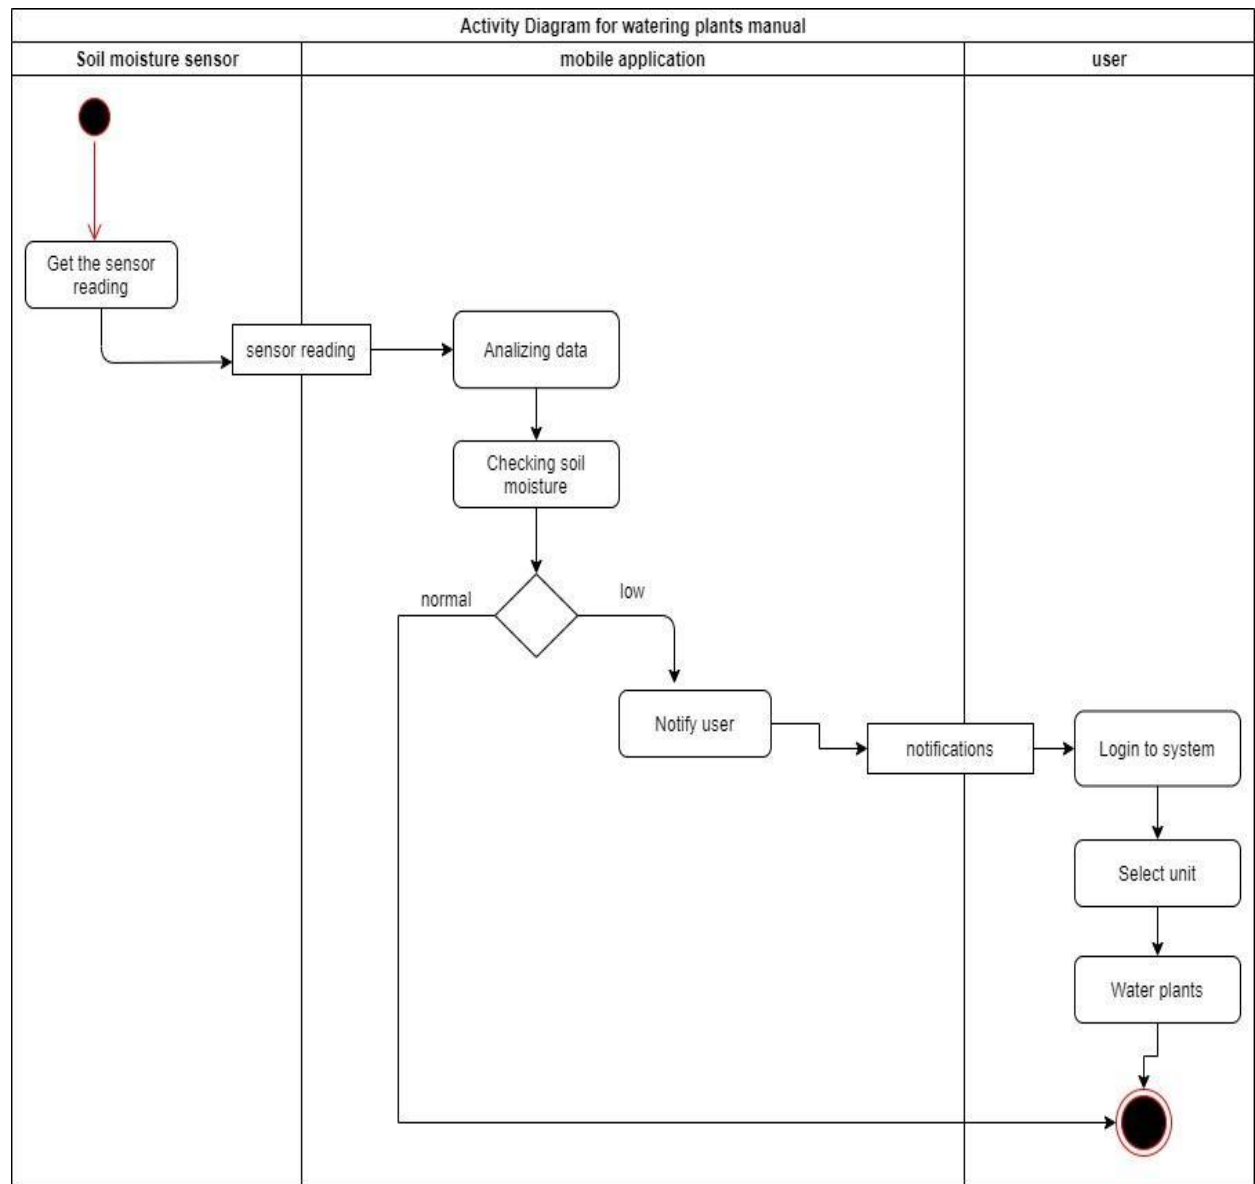 Activity Diagram for watering plants manual
Soil moisture sensor
mobile application
user
Get the sensor
reading
sensor reading
Analizing data
Checking soil
moisture
normal
low
Notify user
notifications
Login to system
Select unit
Water plants